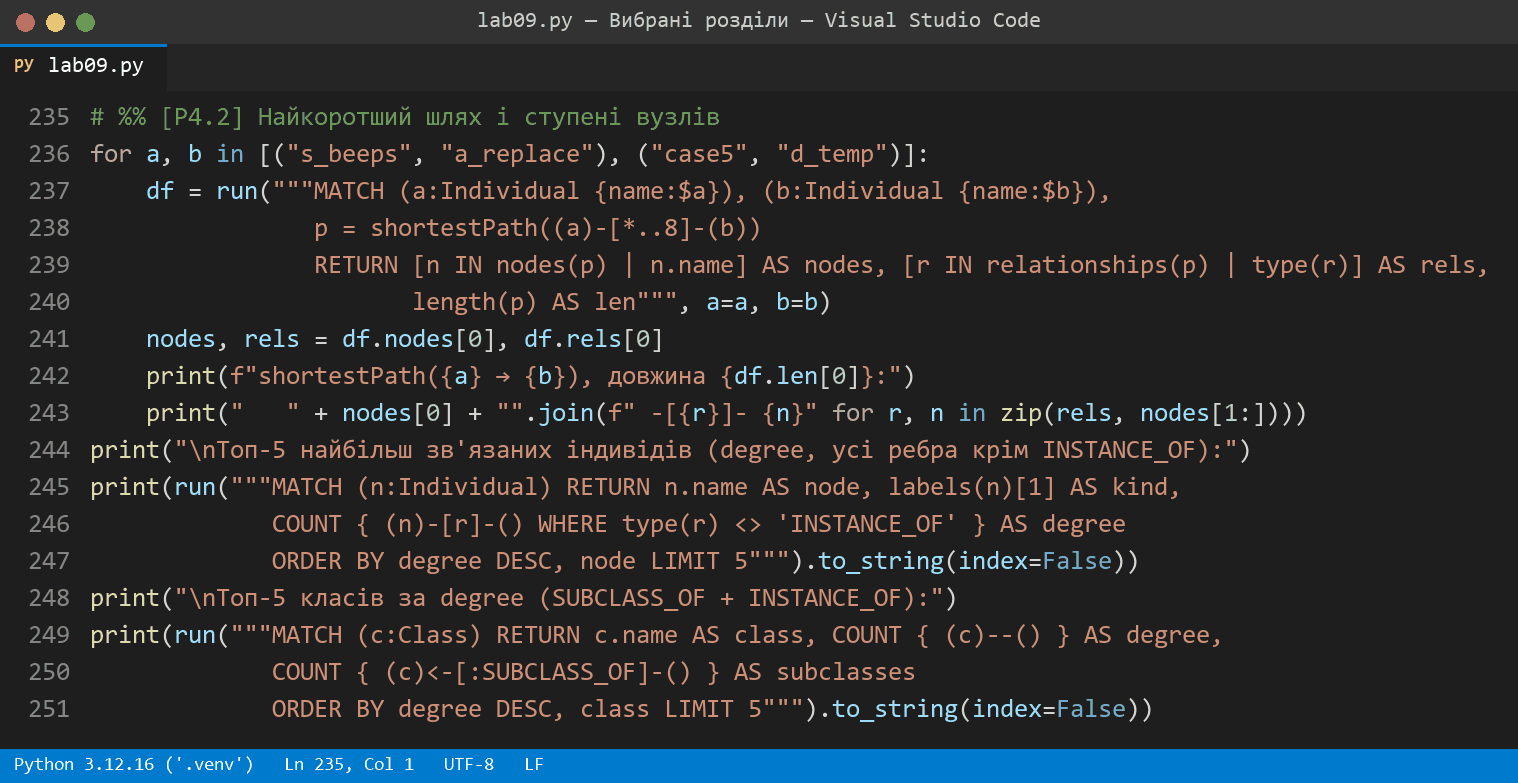 lab09.py — Вибрані розділи — Visual Studio Code
py lab09.py
235 # %% [P4.2] Найкоротший шлях і ступені вузлів
236 for a, b in [("s_beeps", "a_replace"), ("case5", "d_temp")]:
237     df = run("""MATCH (a:Individual {name:$a}), (b:Individual {name:$b}),
238                 p = shortestPath((a)-[*..8]-(b))
239                 RETURN [n IN nodes(p) | n.name] AS nodes, [r IN relationships(p) | type(r)] AS rels,
240                        length(p) AS len""", a=a, b=b)
241     nodes, rels = df.nodes[0], df.rels[0]
242     print(f"shortestPath({a} → {b}), довжина {df.len[0]}:")
243     print("   " + nodes[0] + "".join(f" -[{r}]- {n}" for r, n in zip(rels, nodes[1:])))
244 print("\nТоп-5 найбільш зв'язаних індивідів (degree, усі ребра крім INSTANCE_OF):")
245 print(run("""MATCH (n:Individual) RETURN n.name AS node, labels(n)[1] AS kind,
246              COUNT { (n)-[r]-() WHERE type(r) <> 'INSTANCE_OF' } AS degree
247              ORDER BY degree DESC, node LIMIT 5""").to_string(index=False))
248 print("\nТоп-5 класів за degree (SUBCLASS_OF + INSTANCE_OF):")
249 print(run("""MATCH (c:Class) RETURN c.name AS class, COUNT { (c)--() } AS degree,
250              COUNT { (c)<-[:SUBCLASS_OF]-() } AS subclasses
251              ORDER BY degree DESC, class LIMIT 5""").to_string(index=False))
Python 3.12.16 ('.venv')   Ln 235, Col 1   UTF-8   LF